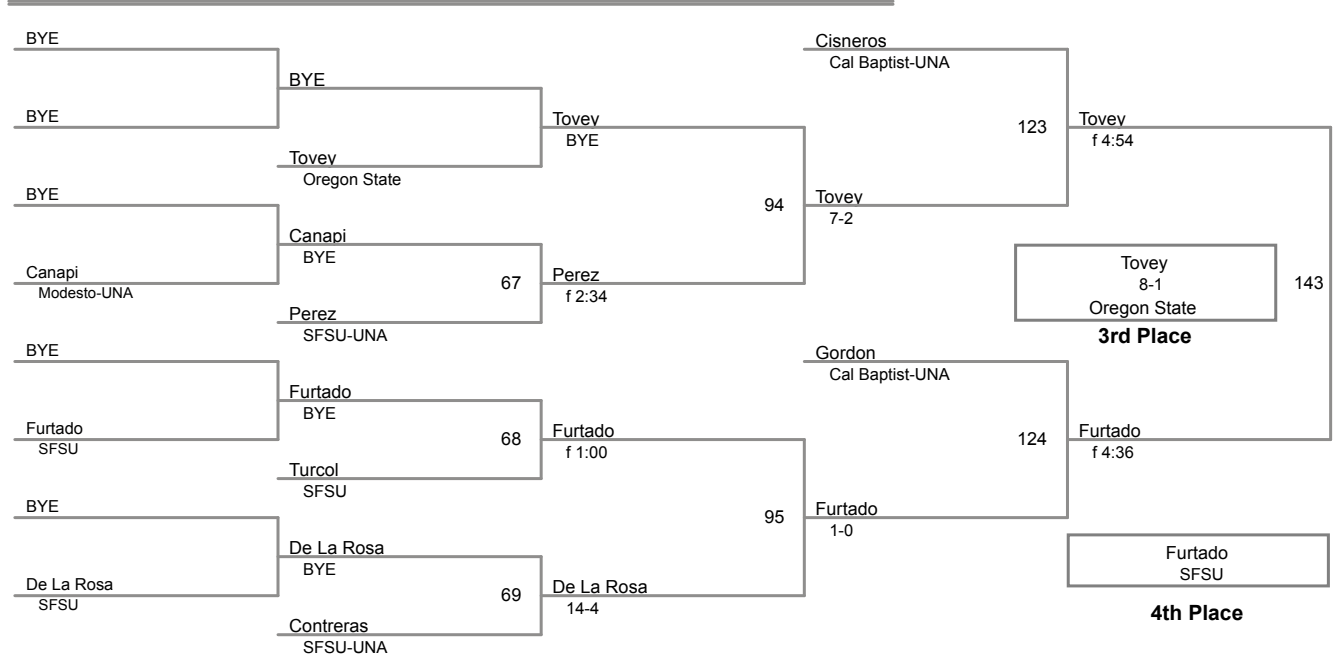 BYE
BYE
BYE
Canapi
Modesto-UNA
BYE
Furtado
SFSU
BYE
De La Rosa
SFSU
BYE
Tovey
Oregon State
Canapi
BYE
67
Perez
SFSU-UNA
Furtado
BYE
68
Turcol
SFSU
De La Rosa
BYE
69
Contreras
SFSU-UNA
Tovey
BYE
94
Perez
f 2:34
Furtado
f 1:00
95
De La Rosa
14-4
Cisneros
Cal Baptist-UNA
123
Tovey
7-2
Gordon
Cal Baptist-UNA
124
Furtado
1-0
Tovey
f 4:54
143
Furtado
f 4:36
Tovey
8-1
Oregon State
3rd Place
Furtado
SFSU
4th Place